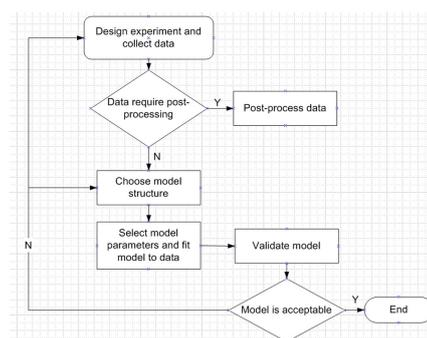 Design experiment and
collect data
Data require post-
processing
Y
Post-process data
N
Choose model
structure
Select model
parameters and fit
model to data
Validate model
N
Model is acceptable
Y
End